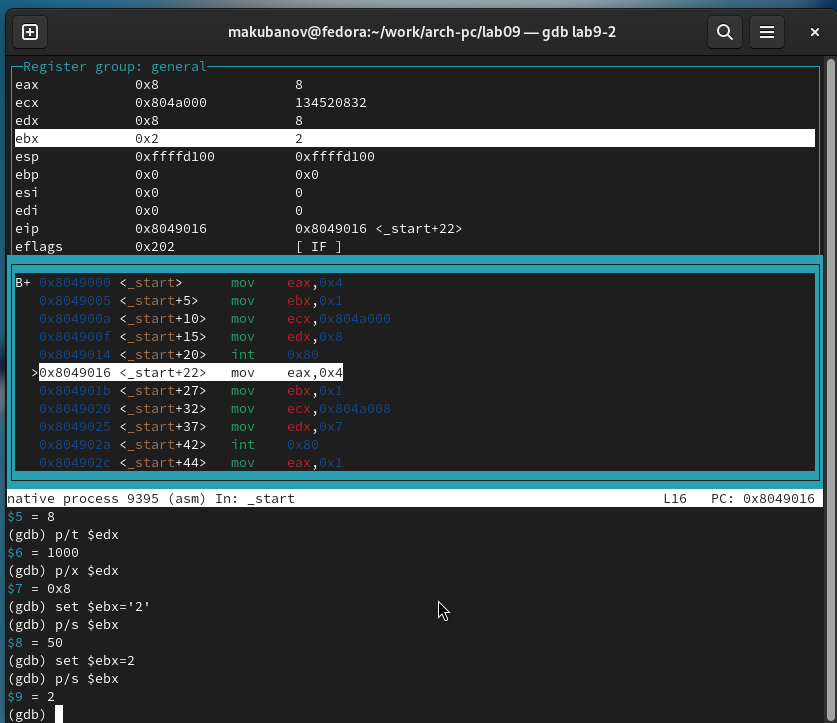 makubanov@fedora:~/work/arch-pc/lab09 — gdb lab9-2
Register group: general
eax 0x8 8
ecx 0x804a000 134520832
edx 0x8 8
ebx 0x2 2
esp 0xffffd100 0xffffd100
ebp 0x0 0x0
esi 0x0 0
edi 0x0 0
eip 0x8049016 0x8049016 <_start+22>
eflags 0x202 [ IF ]
B+ 0x8049000 <_start> mov eax,0x4
0x8049005 <_start+5> mov ebx,0x1
0x804900a <_start+10> mov ecx,0x804a000
0x804900f <_start+15> mov edx,0x8
0x8049014 <_start+20> int 0x80
>0x8049016 <_start+22> mov eax,0x4
0x804901b <_start+27> mov ebx,0x1
0x8049020 <_start+32> mov ecx,0x804a008
0x8049025 <_start+37> mov edx,0x7
0x804902a <_start+42> int 0x80
0x804902c <_start+44> mov eax,0x1
native process 9395 (asm) In: _start L16 PC: 0x8049016
$5 = 8
(gdb) p/t $edx
$6 = 1000
(gdb) p/x $edx
$7 = 0x8
(gdb) set $ebx='2'
(gdb) p/s $ebx
$8 = 50
(gdb) set $ebx=2
(gdb) p/s $ebx
$9 = 2
(gdb)